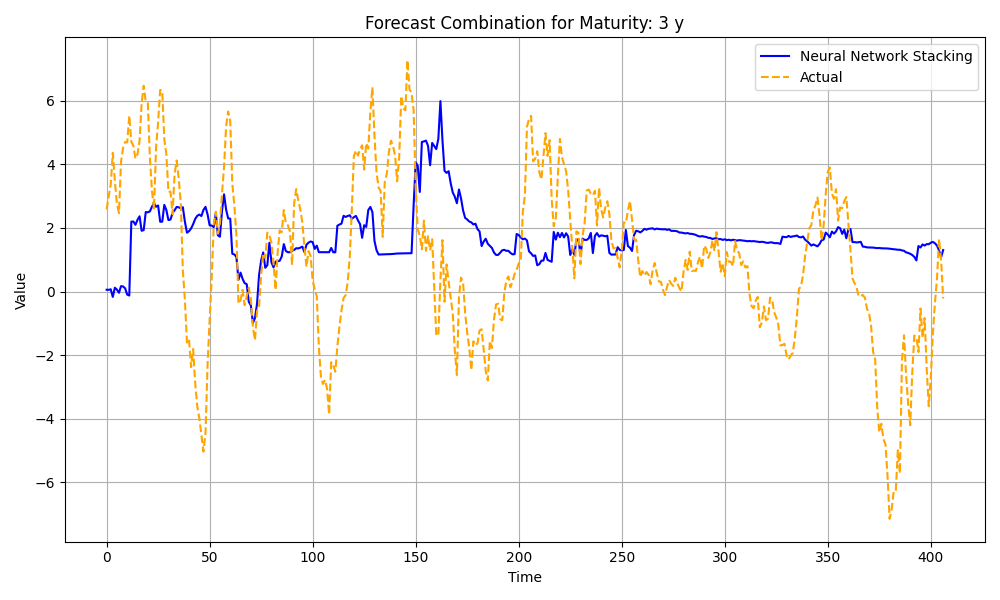 Forecast Combination for Maturity: 3 y
Neural Network Stacking
Actual
Value
6
4
2
0
−2
−4
−6
0 50 100 150 200 250 300 350 400
Time